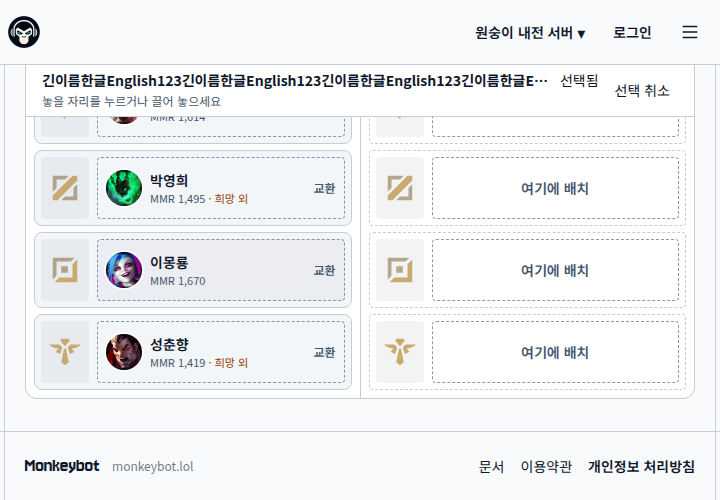 원숭이 내전 서버 ▼ 로그인
긴이름한글English123긴이름한글English123긴이름한글English123긴이름한글E… 선택됨
놓을 자리를 누르거나 끌어 놓으세요
선택 취소
MMR 1,614
박영희
MMR 1,495 · 희망 외
교환
여기에 배치
이몽룡
MMR 1,670
교환
여기에 배치
성춘향
MMR 1,419 · 희망 외
교환
여기에 배치
Monkeybot monkeybot.lol 문서 이용약관 개인정보 처리방침